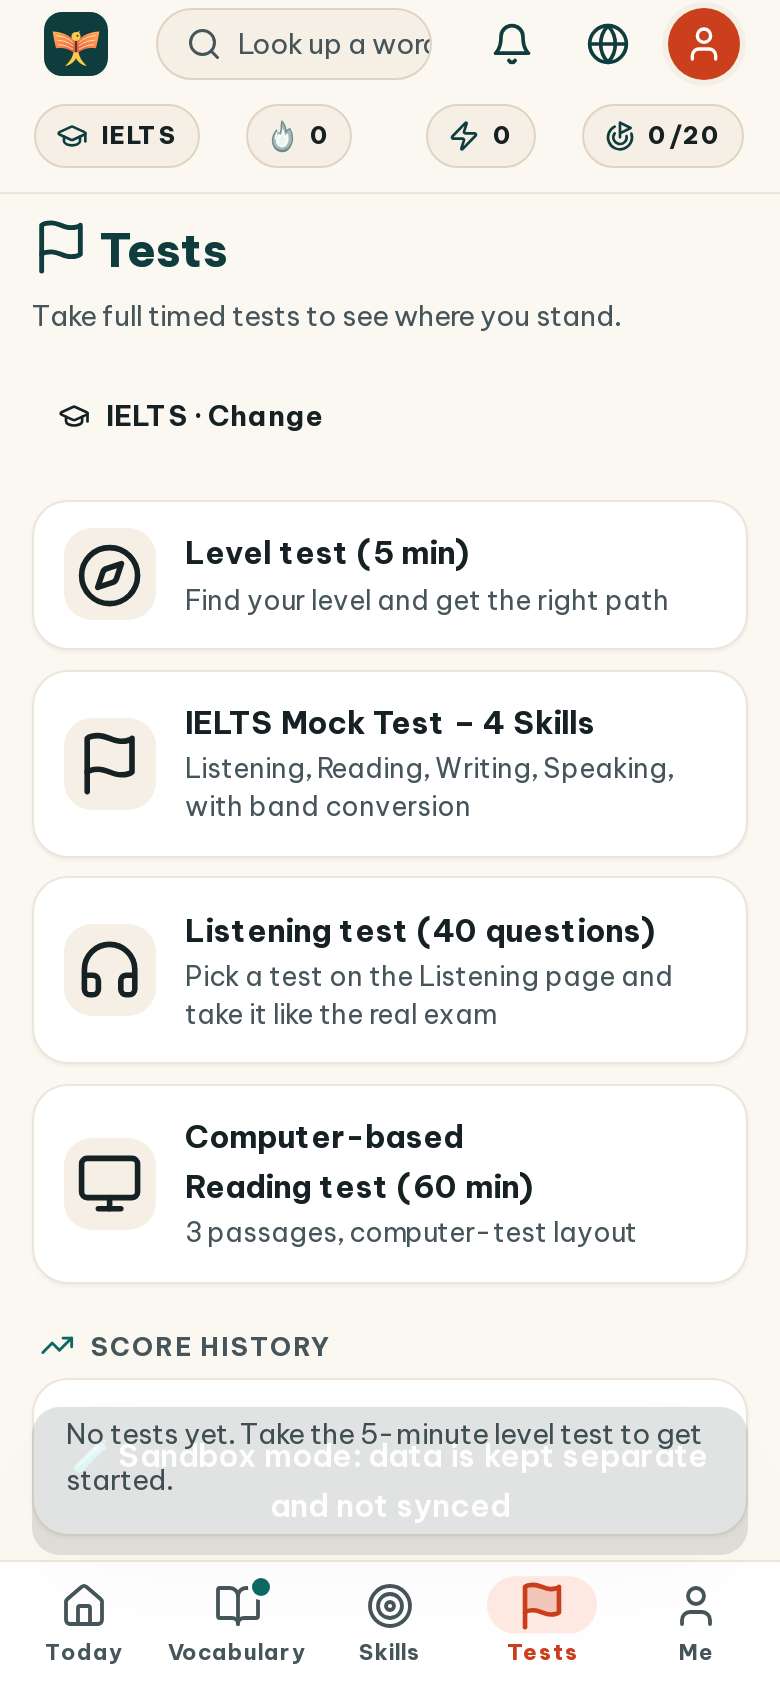 Look up a word
IELTS
0
0
0/20
Tests
Take full timed tests to see where you stand.
IELTS · Change
Level test (5 min)
Find your level and get the right path
IELTS Mock Test – 4 Skills
Listening, Reading, Writing, Speaking,
with band conversion
Listening test (40 questions)
Pick a test on the Listening page and
take it like the real exam
Computer-based
Reading test (60 min)
3 passages, computer-test layout
SCORE HISTORY
No tests yet. Take the 5-minute level test to get
started.
🧪 Sandbox mode: data is kept separate
and not synced
Today
Vocabulary
Skills
Tests
Me